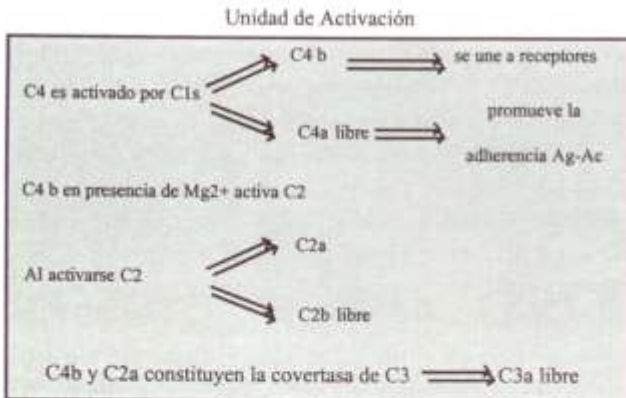 Unidad de Activación
C4 b
se une a receptores
C4 es activado por C1s
promueve la
C4a libre
adherencia Ag-Ac
C4 b en presencia de Mg2+ activa C2
C2a
Al activarse C2
C2b libre
C4b y C2a constituyen la covertasa de C3
C3a libre